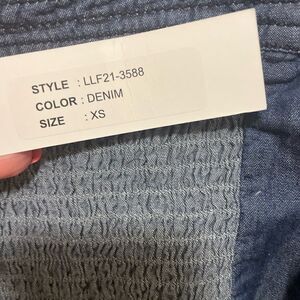 STYLE : LLF21-3588
COLOR : DENIM
SIZE : XS